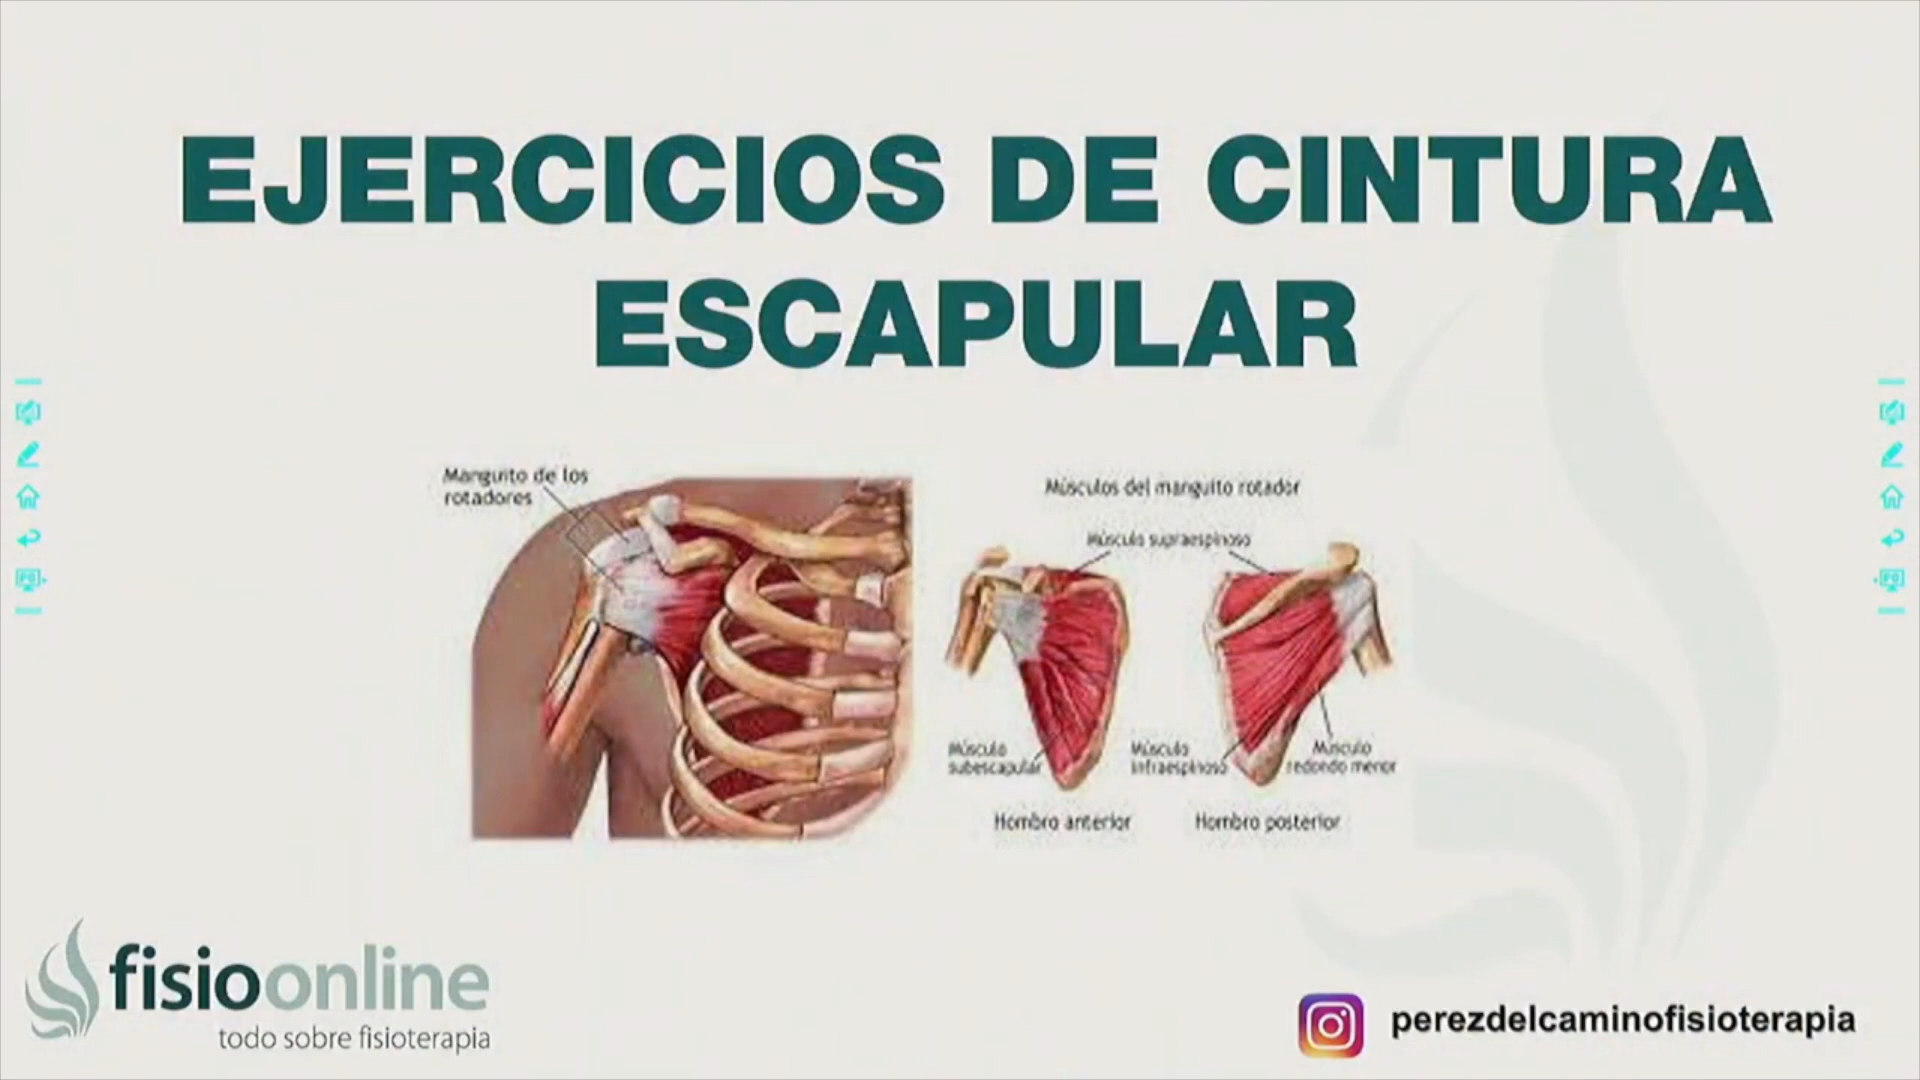 EJERCICIOS DE CINTURA
ESCAPULAR
Manguito de los
rotadores
Músculos del manguito rotador
Músculo supraespinoso
Músculo
subescapular
Músculo
infraespinoso
Músculo
redondo menor
Hombro anterior
Hombro posterior
fisioonline
todo sobre fisioterapia
perezdelcaminofisioterapia